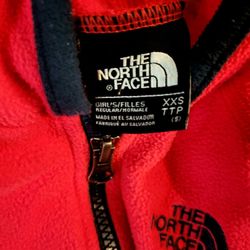 THE
NORTH
FACE
GIRL'S/FILLES
REGULAR/NORMALE
MADE IN EL SALVADOR
FABRIQUÉ AU SALVADOR
XXS
TTP
(5)
THE
NORTH
FACE